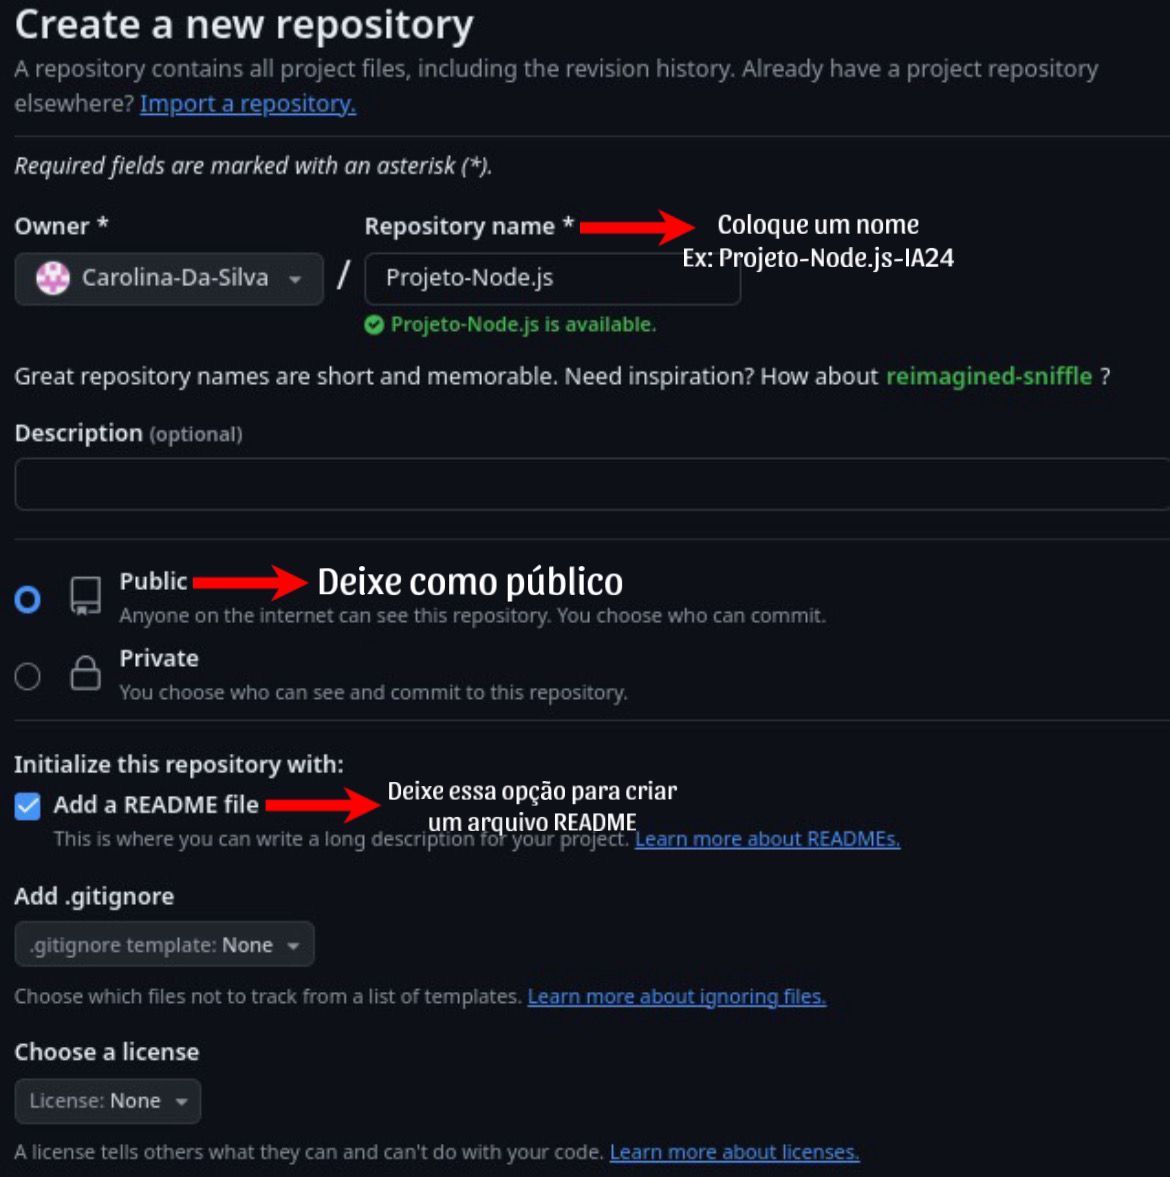 Create a new repository
A repository contains all project files, including the revision history. Already have a project repository
elsewhere? Import a repository.
Required fields are marked with an asterisk (*).
Owner *
Repository name *
Coloque um nome
Ex: Projeto-Node.js-IA24
Carolina-Da-Silva
/
Projeto-Node.js
Projeto-Node.js is available.
Great repository names are short and memorable. Need inspiration? How about reimagined-sniffle ?
Description (optional)
Public
Deixe como público
Anyone on the internet can see this repository. You choose who can commit.
Private
You choose who can see and commit to this repository.
Initialize this repository with:
Add a README file
Deixe essa opção para criar
um arquivo README
This is where you can write a long description for your project. Learn more about READMEs.
Add .gitignore
.gitignore template: None
Choose which files not to track from a list of templates. Learn more about ignoring files.
Choose a license
License: None
A license tells others what they can and can't do with your code. Learn more about licenses.